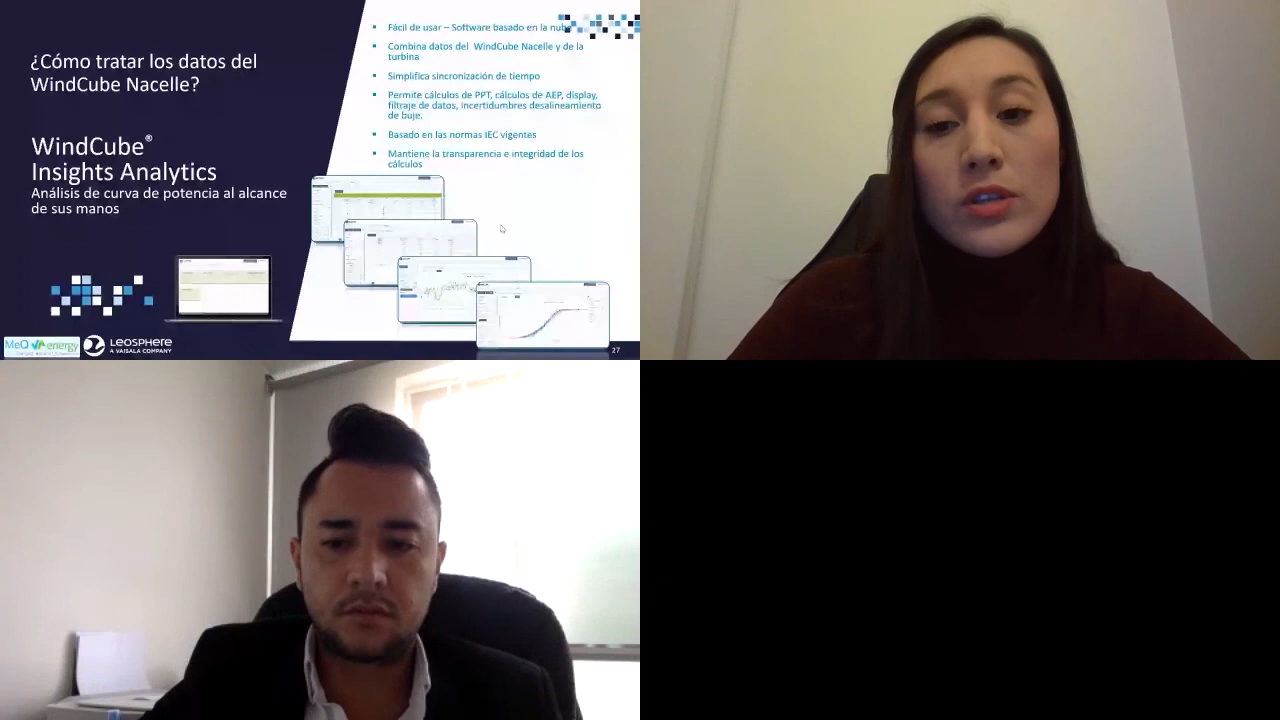 ¿Cómo tratar los datos del
WindCube Nacelle?
WindCube®
Insights Analytics
Análisis de curva de potencia al alcance
de sus manos
Fácil de usar – Software basado en la nube
Combina datos del WindCube Nacelle y de la
turbina
Simplifica sincronización de tiempo
Permite cálculos de PPT, cálculos de AEP, display,
filtraje de datos, incertidumbres desalineamiento
de buje.
Basado en las normas IEC vigentes
Mantiene la transparencia e integridad de los
cálculos
MeQ energy
LEOSPHERE
A VAISALA COMPANY
27